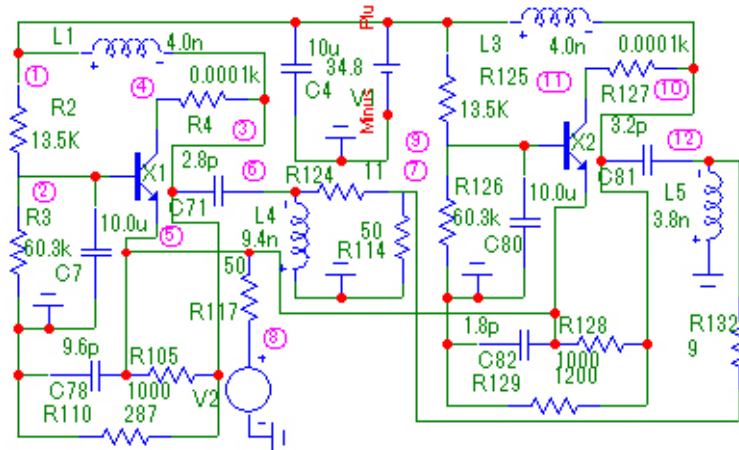 L1
4.0n
10u
34.8
C4
V1
Plu
Minus
L3
4.0n
R125
0.0001k
R127
①
④
0.0001k
R4
R2
13.5K
③
⑪
⑩
13.5K
3.2p
⑨
⑦
⑫
X1
X2
②
2.8p
⑥
R124
11
C81
R3
10.0u
C71
R126
10.0u
L5
60.3k
C7
⑤
L4
9.4n
50
R114
60.3k
C80
3.8n
50
R117
9.6p
R105
⑧
1.8p
R128
R132
9
C78
1000
V2
C82
1000
R110
287
R129
1200